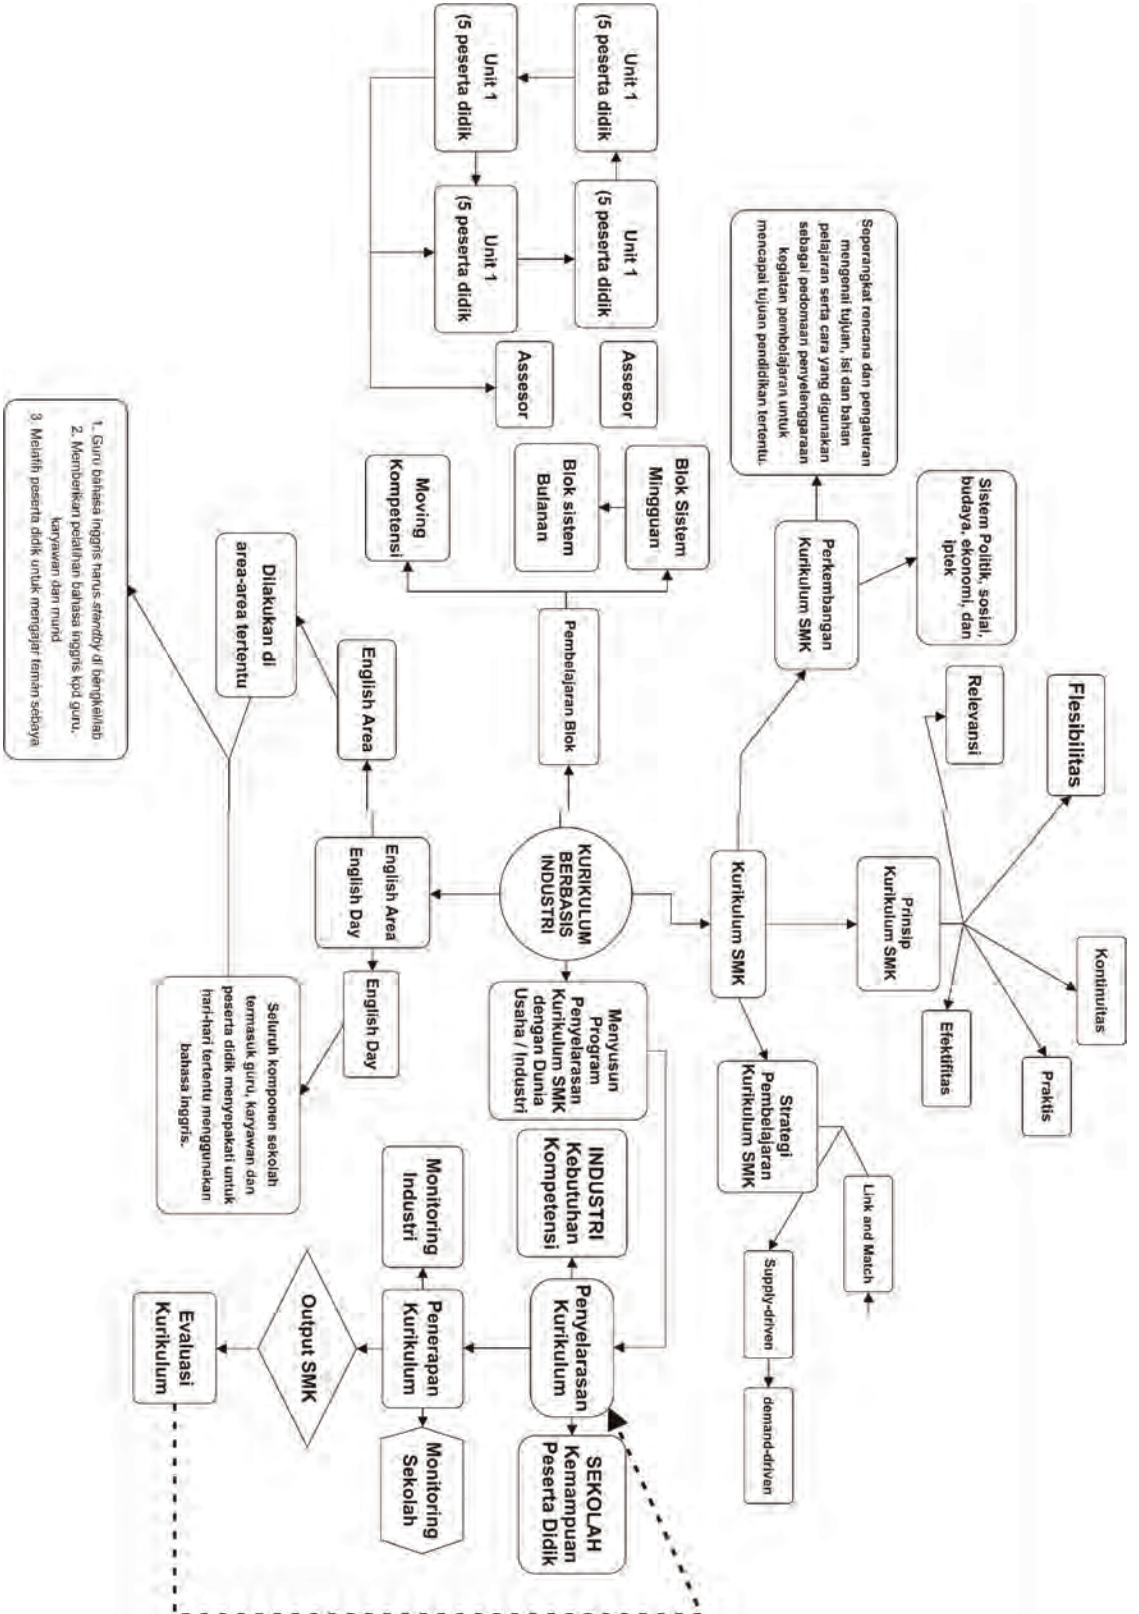 Flesibilitas
Kontinuitas
Praktis
Relevansi
Efektifitas
Sistem Politik, sosial,
budaya, ekonomi, dan
iptek
Seperangkat rencana dan pengaturan
mengenai tujuan, isi dan bahan
pelajaran serta cara yang digunakan
sebagai pedomaan penyelenggaraan
kegiatan pembelajaran untuk
mencapai tujuan pendidikan tertentu.
Perkembangan
Kurikulum SMK
Prinsip
Kurikulum SMK
Link and Match
Strategi
Pembelajaran
Kurikulum SMK
Supply-driven
demand-driven
Kurikulum SMK
Unit 1
(5 peserta didik
Unit 1
(5 peserta didik
Assesor
Unit 1
(5 peserta didik
Unit 1
(5 peserta didik
Assesor
Blok Sistem
Mingguan
Blok sistem
Bulanan
Moving
Kompetensi
Pembelajaran Blok
KURIKULUM
BERBASIS
INDUSTRI
Menyusun
Program
Penyelarasan
Kurikulum SMK
dengan Dunia
Usaha / Industri
INDUSTRI
Kebutuhan
Kompetensi
Penyelarasan
Kurikulum
SEKOLAH
Kemampuan
Peserta Didik
English Area
English Area
English Day
English Day
Monitoring
Industri
Penerapan
Kurikulum
Monitoring
Sekolah
Dilakukan di
area-area tertentu
Seluruh komponen sekolah
termasuk guru, karyawan dan
peserta didik menyepakati untuk
hari-hari tertentu menggunakan
bahasa inggris.
Output SMK
Evaluasi
Kurikulum
1. Guru bahasa inggris harus standby di bengkel/lab
2. Memberikan pelatihan bahasa inggris kpd guru,
karyawan dan murid
3. Melatih peserta didik untuk mengajar teman sebaya